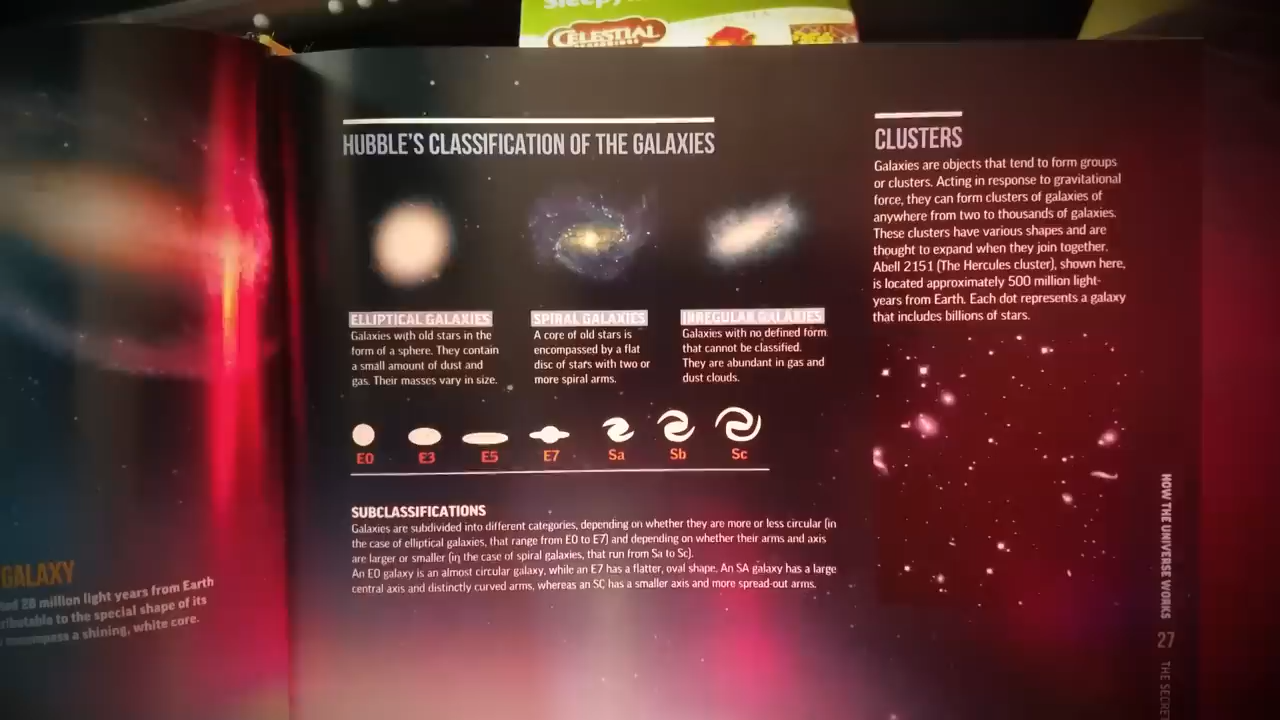 Sleepy
CELESTIAL
HUBBLE'S CLASSIFICATION OF THE GALAXIES
ELLIPTICAL GALAXIES
Galaxies with old stars in the
form of a sphere. They contain
a small amount of dust and
gas. Their masses vary in size.
SPIRAL GALAXIES
A core of old stars is
encompassed by a flat
disc of stars with two or
more spiral arms.
IRREGULAR GALAXIES
Galaxies with no defined form
that cannot be classified.
They are abundant in gas and
dust clouds.
E0 E3 E5 E7 Sa Sb Sc
SUBCLASSIFICATIONS
Galaxies are subdivided into different categories, depending on whether they are more or less circular (in
the case of elliptical galaxies, that range from E0 to E7) and depending on whether their arms and axis
are larger or smaller (in the case of spiral galaxies, that run from Sa to Sc).
An E0 galaxy is an almost circular galaxy, while an E7 has a flatter, oval shape. An SA galaxy has a large
central axis and distinctly curved arms, whereas an SC has a smaller axis and more spread-out arms.
CLUSTERS
Galaxies are objects that tend to form groups
or clusters. Acting in response to gravitational
force, they can form clusters of galaxies of
anywhere from two to thousands of galaxies.
These clusters have various shapes and are
thought to expand when they join together.
Abell 2151 (The Hercules cluster), shown here,
is located approximately 500 million light-
years from Earth. Each dot represents a galaxy
that includes billions of stars.
GALAXY
28 million light years from Earth
to the special shape of its
a shining, white core.
HOW THE UNIVERSE WORKS
27
THE SECRET